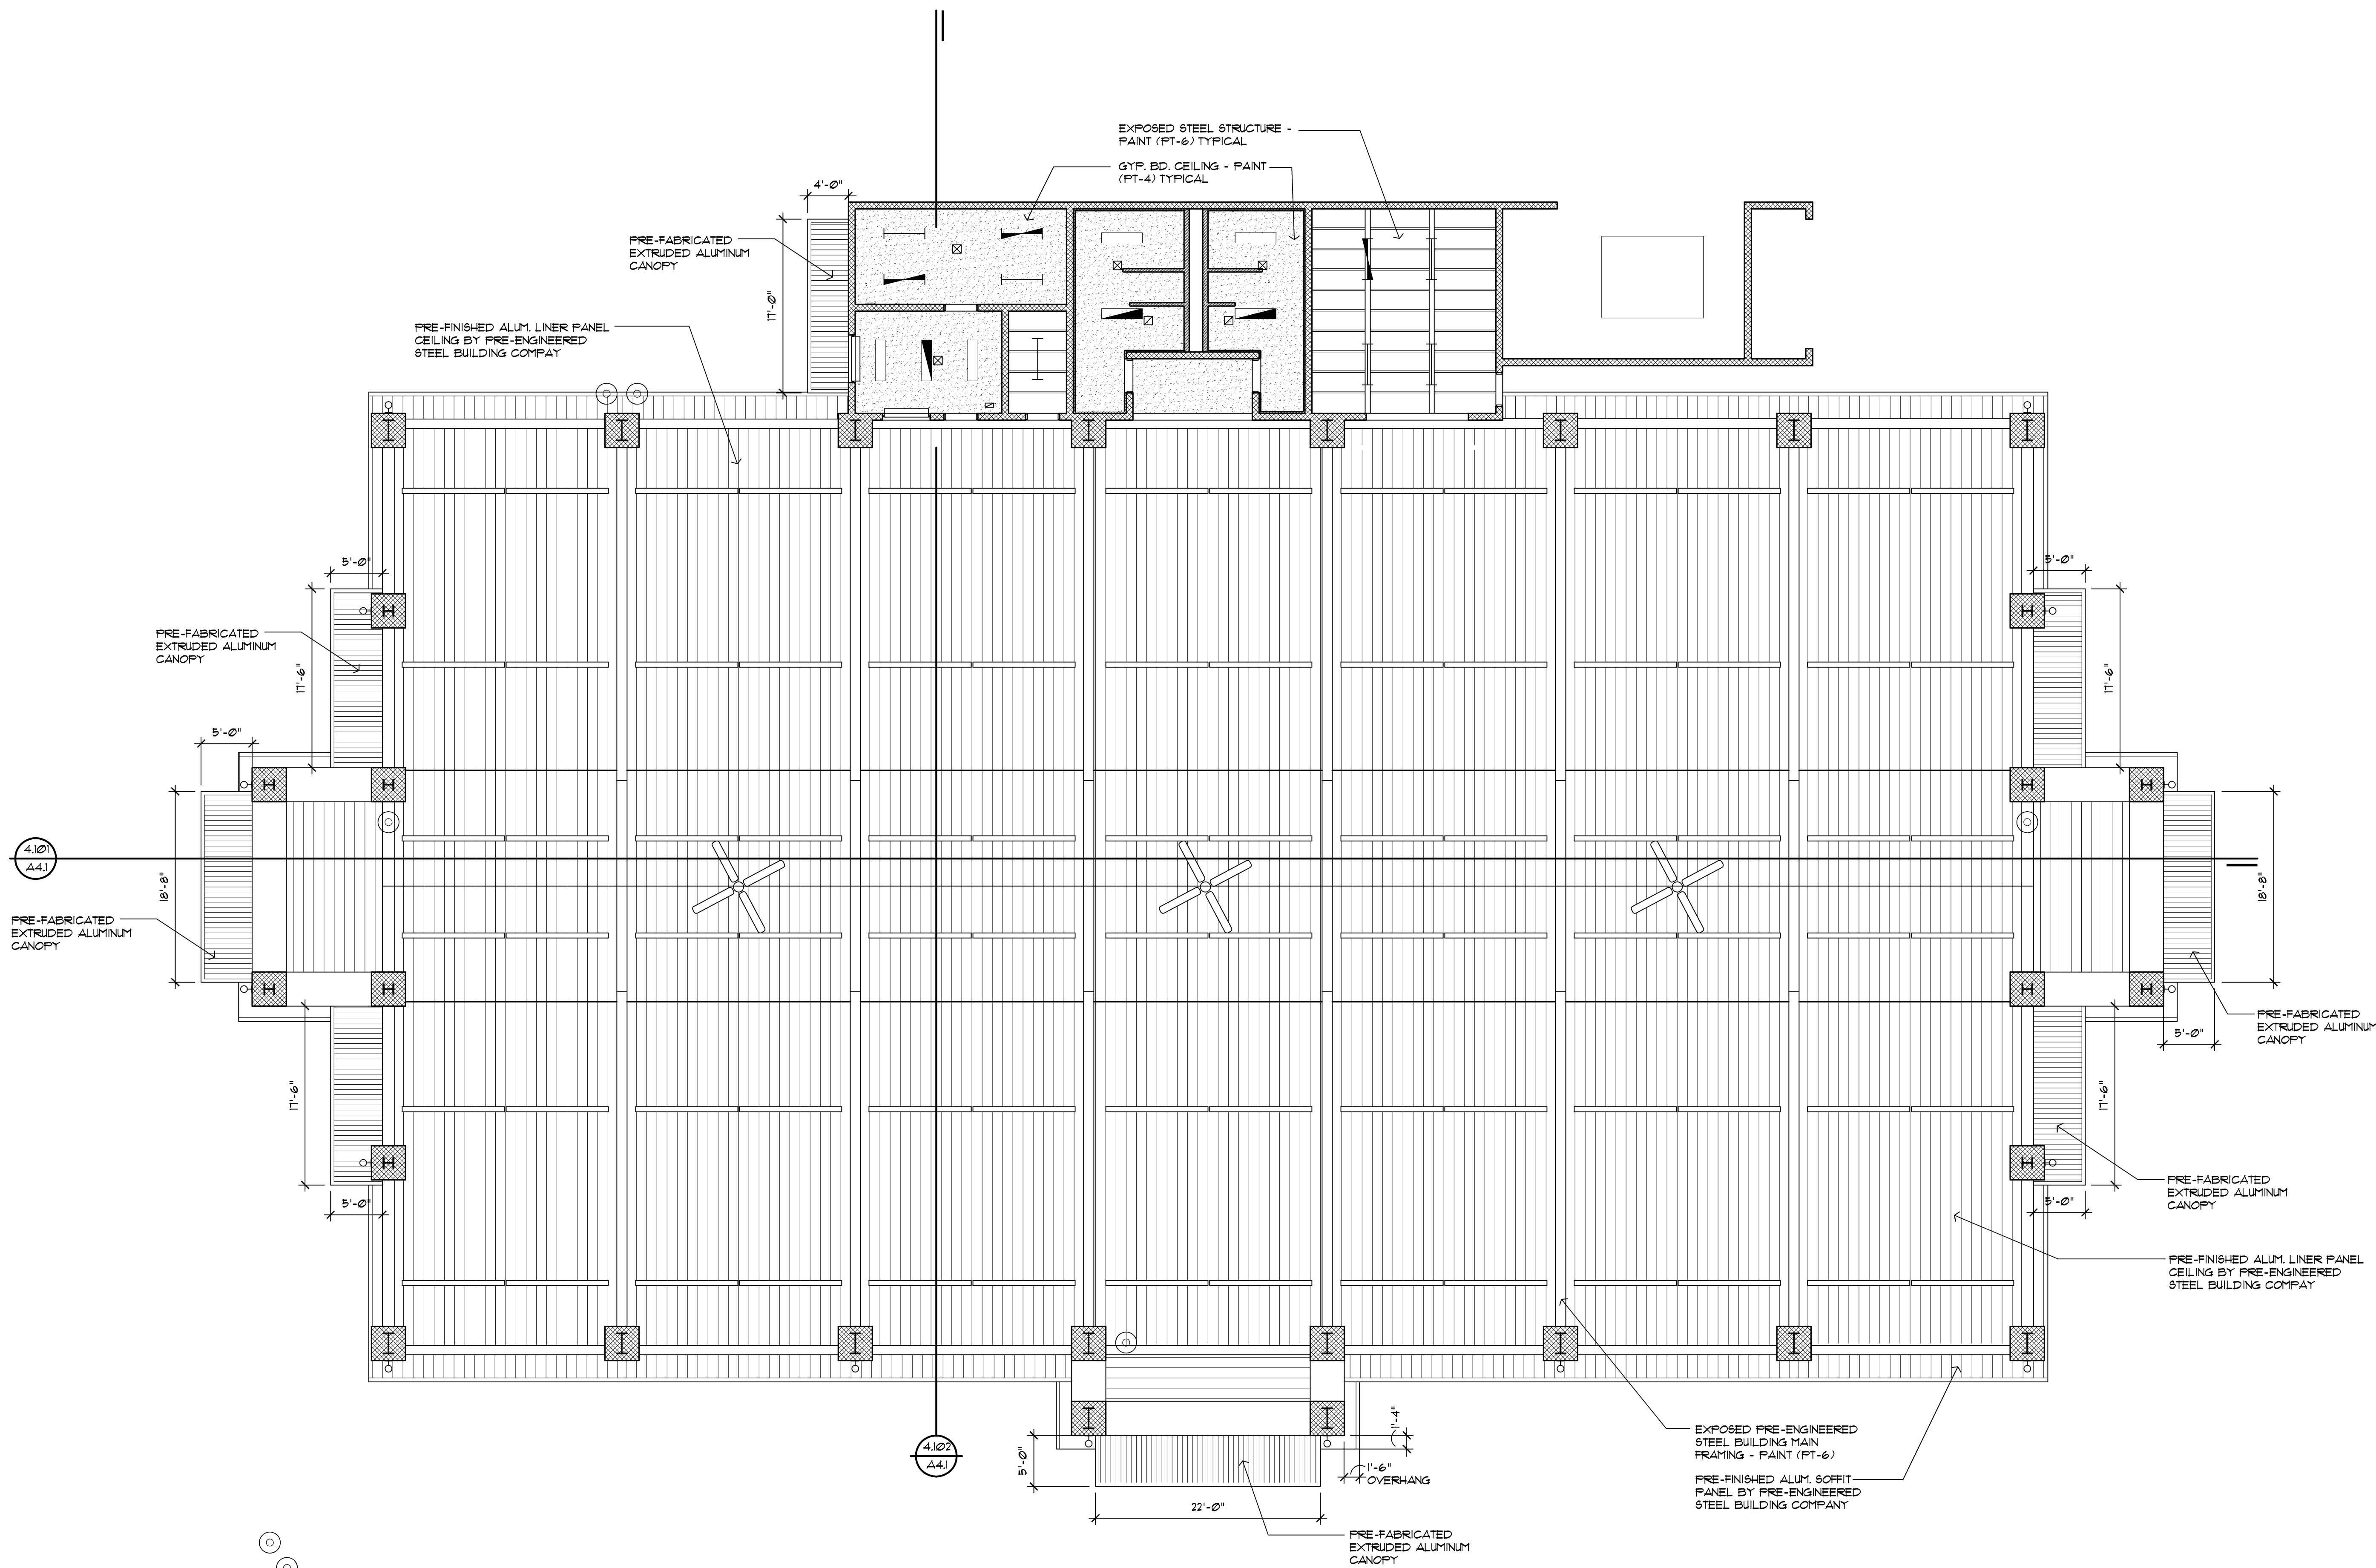 EXPOSED STEEL STRUCTURE -
PAINT (PT-6) TYPICAL
GYP. BD. CEILING - PAINT
(PT-4) TYPICAL
4'-0"
PRE-FABRICATED
EXTRUDED ALUMINUM
CANOPY
17'-0"
PRE-FINISHED ALUM. LINER PANEL
CEILING BY PRE-ENGINEERED
STEEL BUILDING COMPAY
5'-0"
5'-0"
PRE-FABRICATED
EXTRUDED ALUMINUM
CANOPY
17'-6"
17'-6"
5'-0"
4.101
A4.1
18'-8"
18'-8"
PRE-FABRICATED
EXTRUDED ALUMINUM
CANOPY
PRE-FABRICATED
EXTRUDED ALUMINUM
CANOPY
5'-0"
17'-6"
17'-6"
PRE-FABRICATED
EXTRUDED ALUMINUM
CANOPY
5'-0"
5'-0"
PRE-FINISHED ALUM. LINER PANEL
CEILING BY PRE-ENGINEERED
STEEL BUILDING COMPAY
4.102
A4.1
5'-0"
1'-4"
1'-6"
OVERHANG
22'-0"
EXPOSED PRE-ENGINEERED
STEEL BUILDING MAIN
FRAMING - PAINT (PT-6)
PRE-FINISHED ALUM. SOFFIT
PANEL BY PRE-ENGINEERED
STEEL BUILDING COMPANY
PRE-FABRICATED
EXTRUDED ALUMINUM
CANOPY